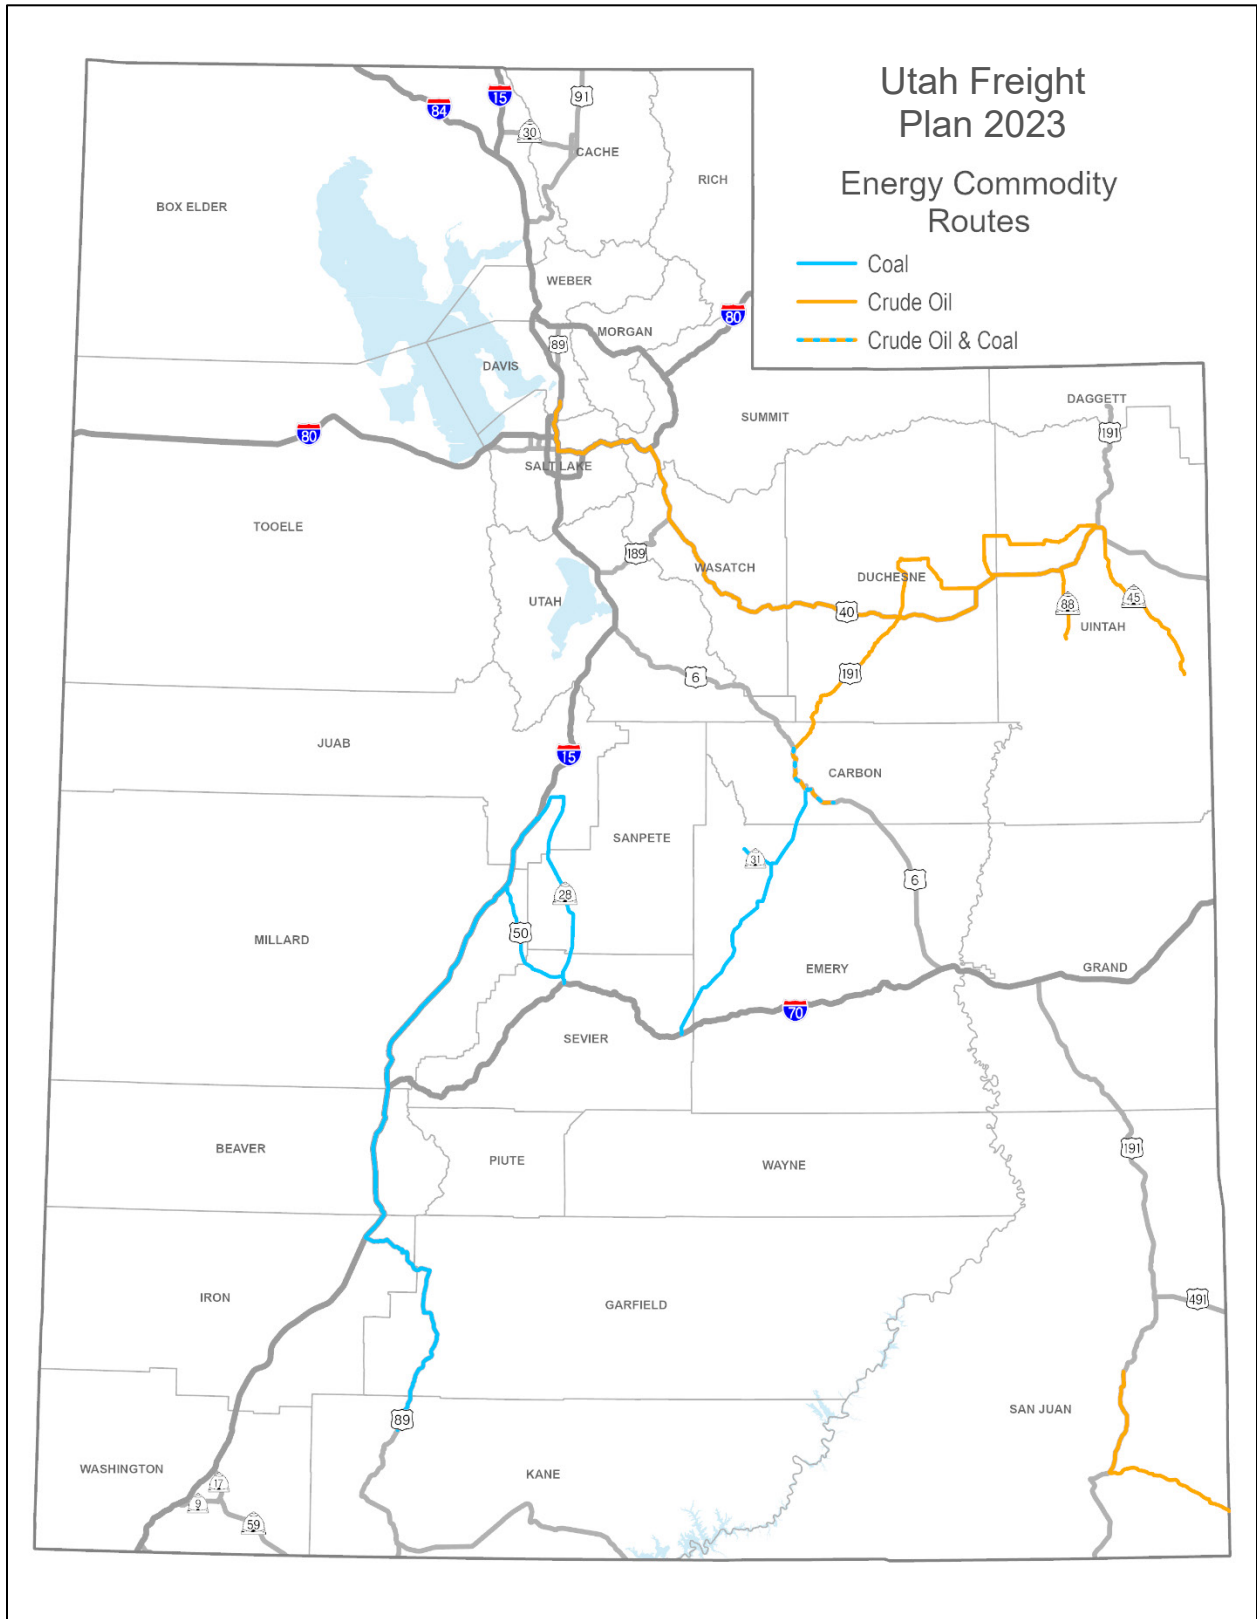 Utah Freight
Plan 2023
Energy Commodity
Routes
Coal
Crude Oil
Crude Oil & Coal
84
15
91
30
CACHE
RICH
BOX ELDER
WEBER
80
MORGAN
89
DAVIS
DAGGETT
SUMMIT
80
191
SALT LAKE
TOOELE
189
WASATCH
DUCHESNE
UTAH
40
88
45
UINTAH
6
191
JUAB
15
CARBON
SANPETE
31
28
6
50
MILLARD
EMERY
GRAND
70
SEVIER
BEAVER
PIUTE
WAYNE
191
IRON
GARFIELD
491
SAN JUAN
89
WASHINGTON
KANE
17
9
59